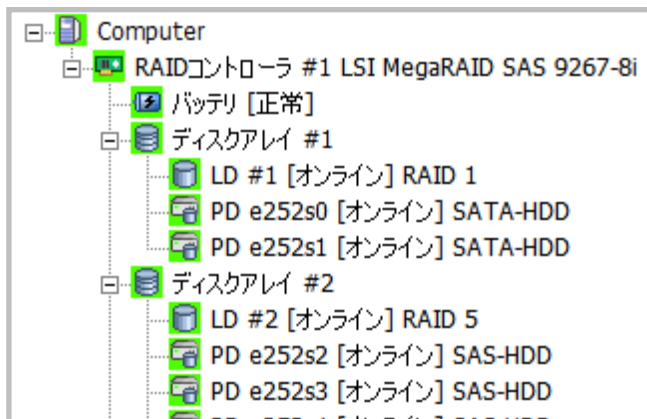 Computer
RAIDコントローラ #1 LSI MegaRAID SAS 9267-8i
バッテリ [正常]
ディスクアレイ #1
LD #1 [オンライン] RAID 1
PD e252s0 [オンライン] SATA-HDD
PD e252s1 [オンライン] SATA-HDD
ディスクアレイ #2
LD #2 [オンライン] RAID 5
PD e252s2 [オンライン] SAS-HDD
PD e252s3 [オンライン] SAS-HDD